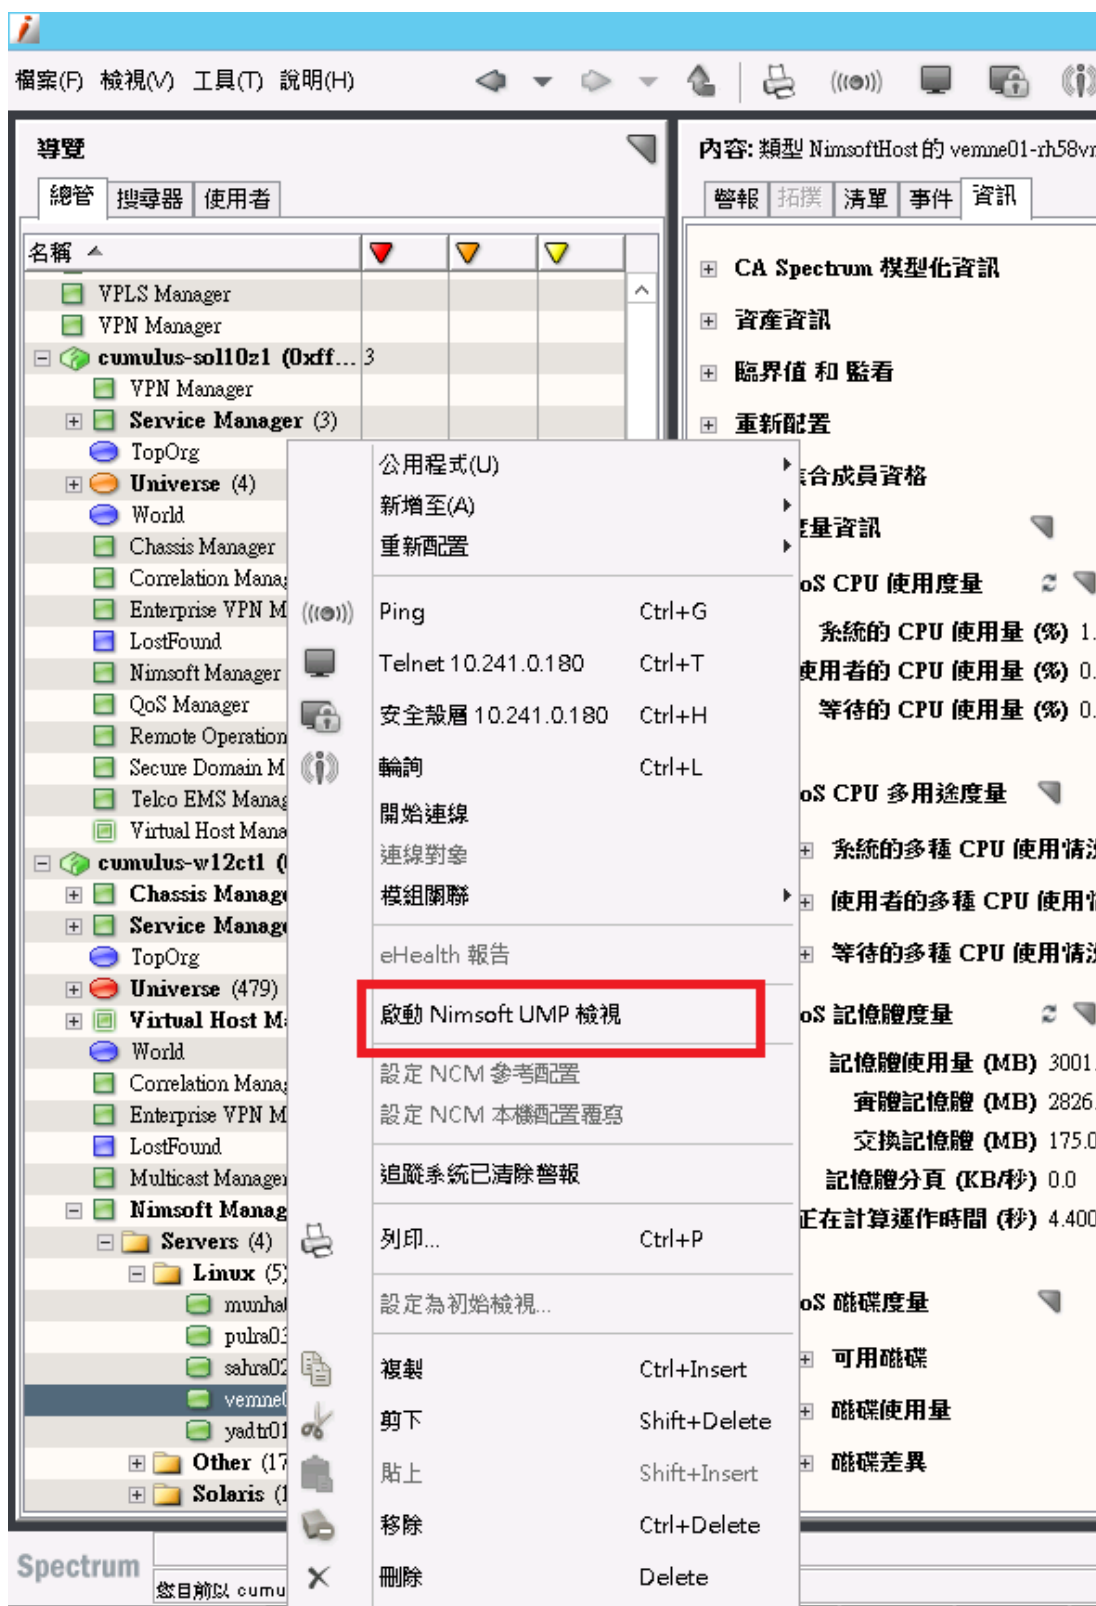 檔案(F) 檢視(V) 工具(T) 說明(H)
導覽
總管 搜尋器 使用者
名稱
VPLS Manager
VPN Manager
cumulus-sol10z1 (0xff... 3
VPN Manager
Service Manager (3)
TopOrg
Universe (4)
World
Chassis Manager
Correlation Mana
Enterprise VPN M
LostFound
Nimsoft Manager
QoS Manager
Remote Operation
Secure Domain M
Telco EMS Manag
Virtual Host Mana
cumulus-w12ct1 (
Chassis Manag
Service Manag
TopOrg
Universe (479)
Virtual Host M
World
Correlation Mana
Enterprise VPN M
LostFound
Multicast Manager
Nimsoft Manag
Servers (4)
Linux (5)
munha
pulra03
sahra02
vemne0
yadtr01
Other (17
Solaris (1
公用程式(U)
新增至(A)
重新配置
Ping Ctrl+G
Telnet 10.241.0.180 Ctrl+T
安全殼層 10.241.0.180 Ctrl+H
輪詢 Ctrl+L
開始連線
連線對象
模組關聯
eHealth 報告
啟動 Nimsoft UMP 檢視
設定 NCM 參考配置
設定 NCM 本機配置覆寫
追蹤系統已清除警報
列印... Ctrl+P
設定為初始檢視...
複製 Ctrl+Insert
剪下 Shift+Delete
貼上 Shift+Insert
移除 Ctrl+Delete
刪除 Delete
內容: 類型 NimsoftHost 的 vemne01-rh58vm
警報 拓撲 清單 事件 資訊
CA Spectrum 模型化資訊
資產資訊
臨界值 和 監看
重新配置
合成員資格
量資訊
oS CPU 使用度量
系統的 CPU 使用量 (%) 1.
使用者的 CPU 使用量 (%) 0.
等待的 CPU 使用量 (%) 0.
oS CPU 多用途度量
系統的多種 CPU 使用情況
使用者的多種 CPU 使用情
等待的多種 CPU 使用情況
oS 記憶體度量
記憶體使用量 (MB) 3001.
實體記憶體 (MB) 2826.
交換記憶體 (MB) 175.0
記憶體分頁 (KB/秒) 0.0
正在計算運作時間 (秒) 4.400
oS 磁碟度量
可用磁碟
磁碟使用量
磁碟差異
Spectrum
您目前以 cumu